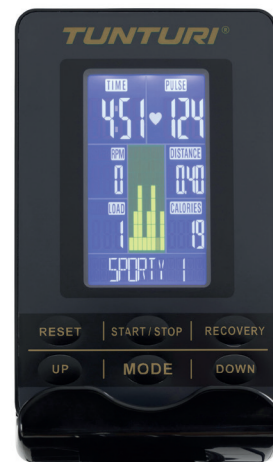 TUNTURI®
TIME PULSE
4:51 124
RPM DISTANCE
0 0.40
LOAD CALORIES
1 19
SPORTY 1
RESET START/STOP RECOVERY
UP MODE DOWN